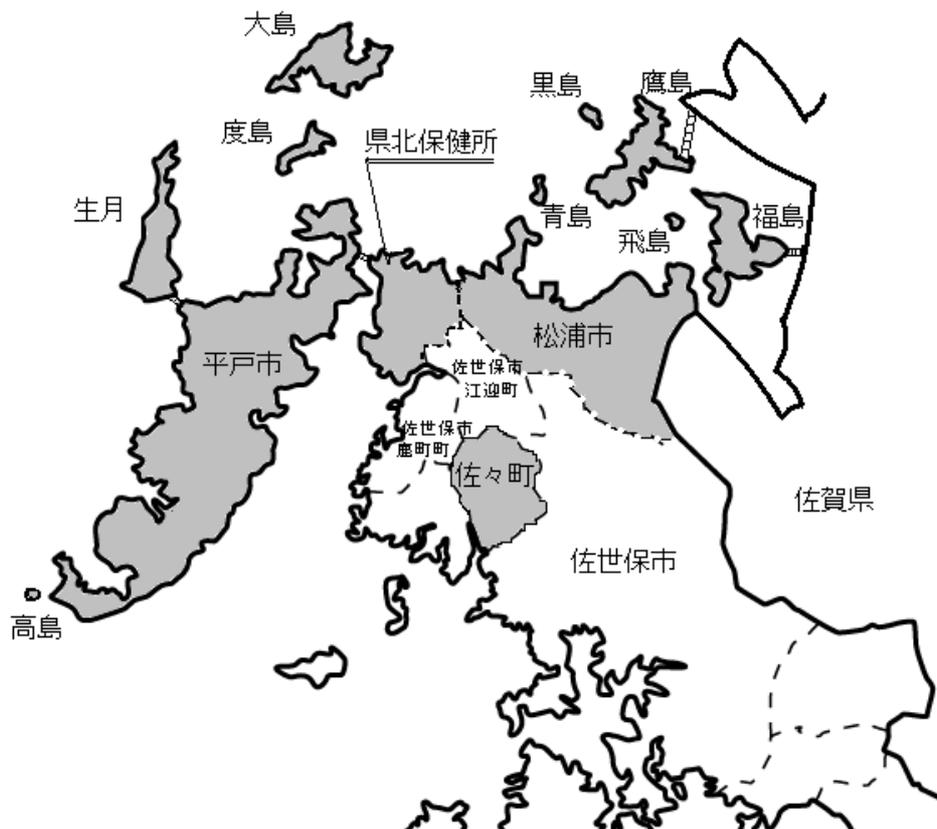 大島
黒島
鷹島
度島
県北保健所
生月
青島
福島
飛島
松浦市
平戸市
佐世保市
江迎町
佐世保市
鹿町町
佐々町
佐賀県
佐世保市
高島